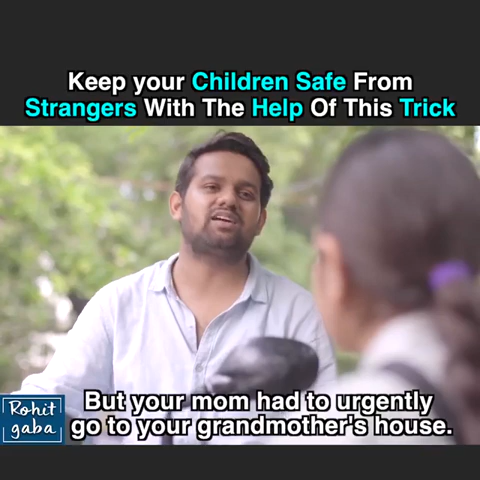 Keep your Children Safe From
Strangers With The Help Of This Trick
But your mom had to urgently
go to your grandmother's house.
Rohit
gaba